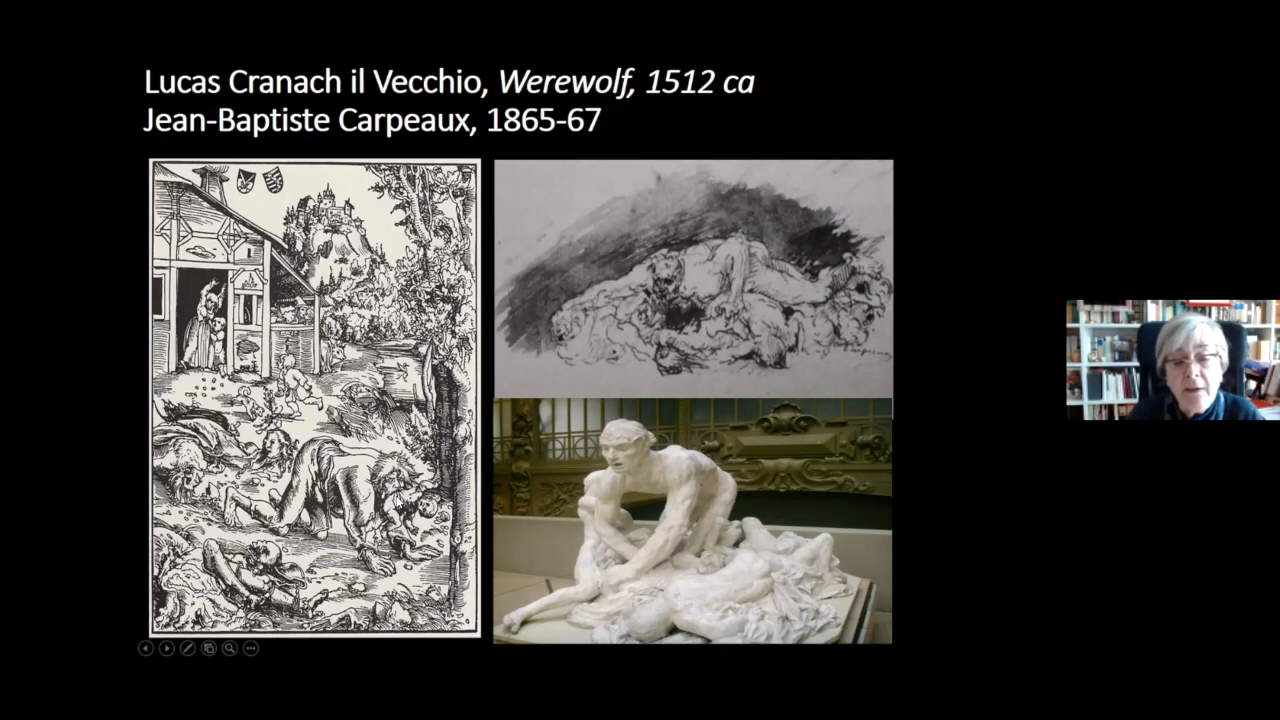 Lucas Cranach il Vecchio, Werewolf, 1512 ca
Jean-Baptiste Carpeaux, 1865-67